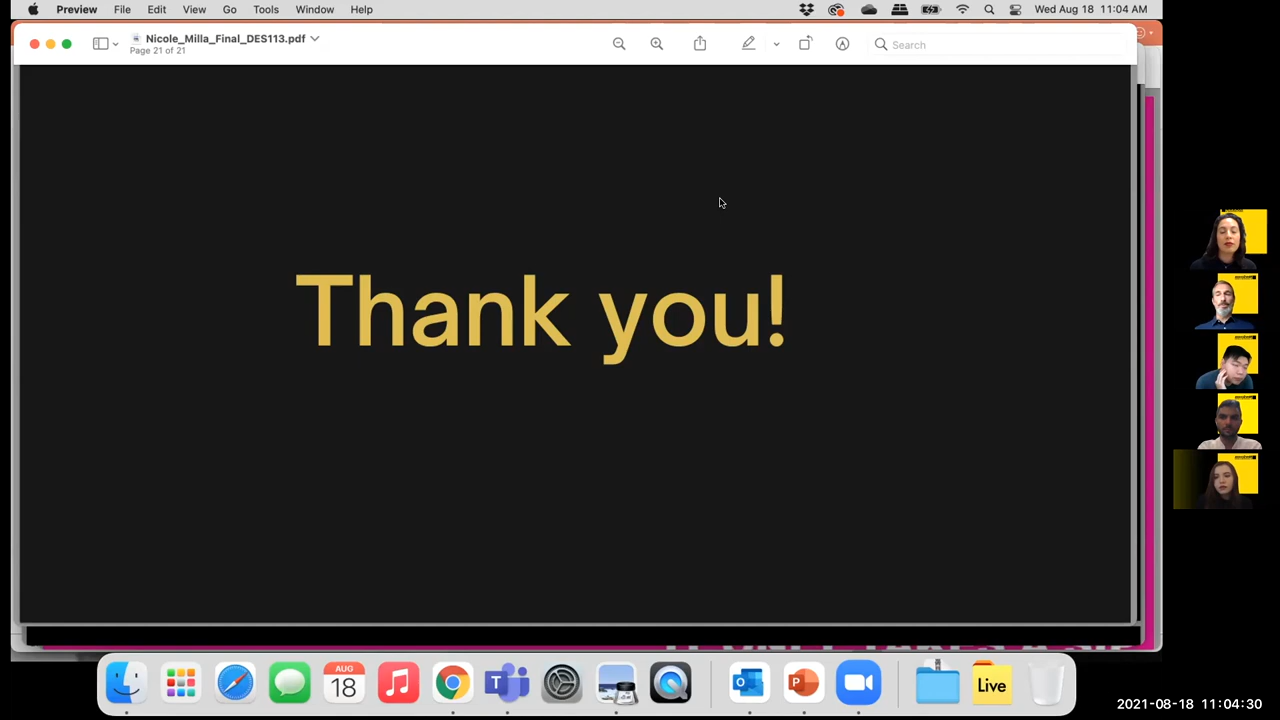 Preview File Edit View Go Tools Window Help Wed Aug 18 11:04 AM
Nicole_Milla_Final_DES113.pdf
Page 21 of 21
Search
Thank you!
AUG
18
Live
2021-08-18 11:04:30